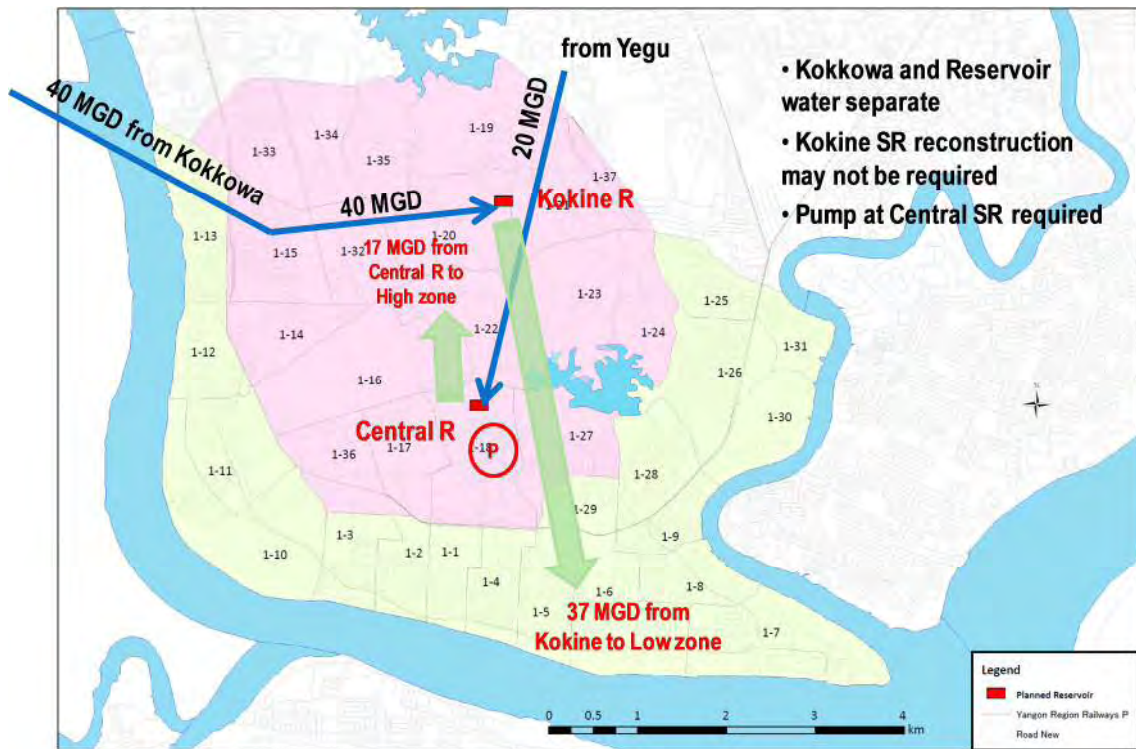 from Yegu
40 MGD from Kokkowa
40 MGD
20 MGD
• Kokkowa and Reservoir
water separate
• Kokine SR reconstruction
may not be required
• Pump at Central SR required
Kokine R
17 MGD from
Central R to
High zone
Central R
P
37 MGD from
Kokine to Low zone
1-19
1-34
1-33
1-35
1-37
1-13
1-15
1-32
1-20
1-23
1-25
1-22
1-24
1-14
1-31
1-12
1-16
1-26
1-30
1-27
1-36
1-17
1-18
1-11
1-28
1-29
1-3
1-9
1-10
1-2
1-1
1-4
1-6
1-8
1-5
1-7
N
0 0.5 1 2 3 4
km
Legend
Planned Reservoir
Yangon Region Railways P
Road New